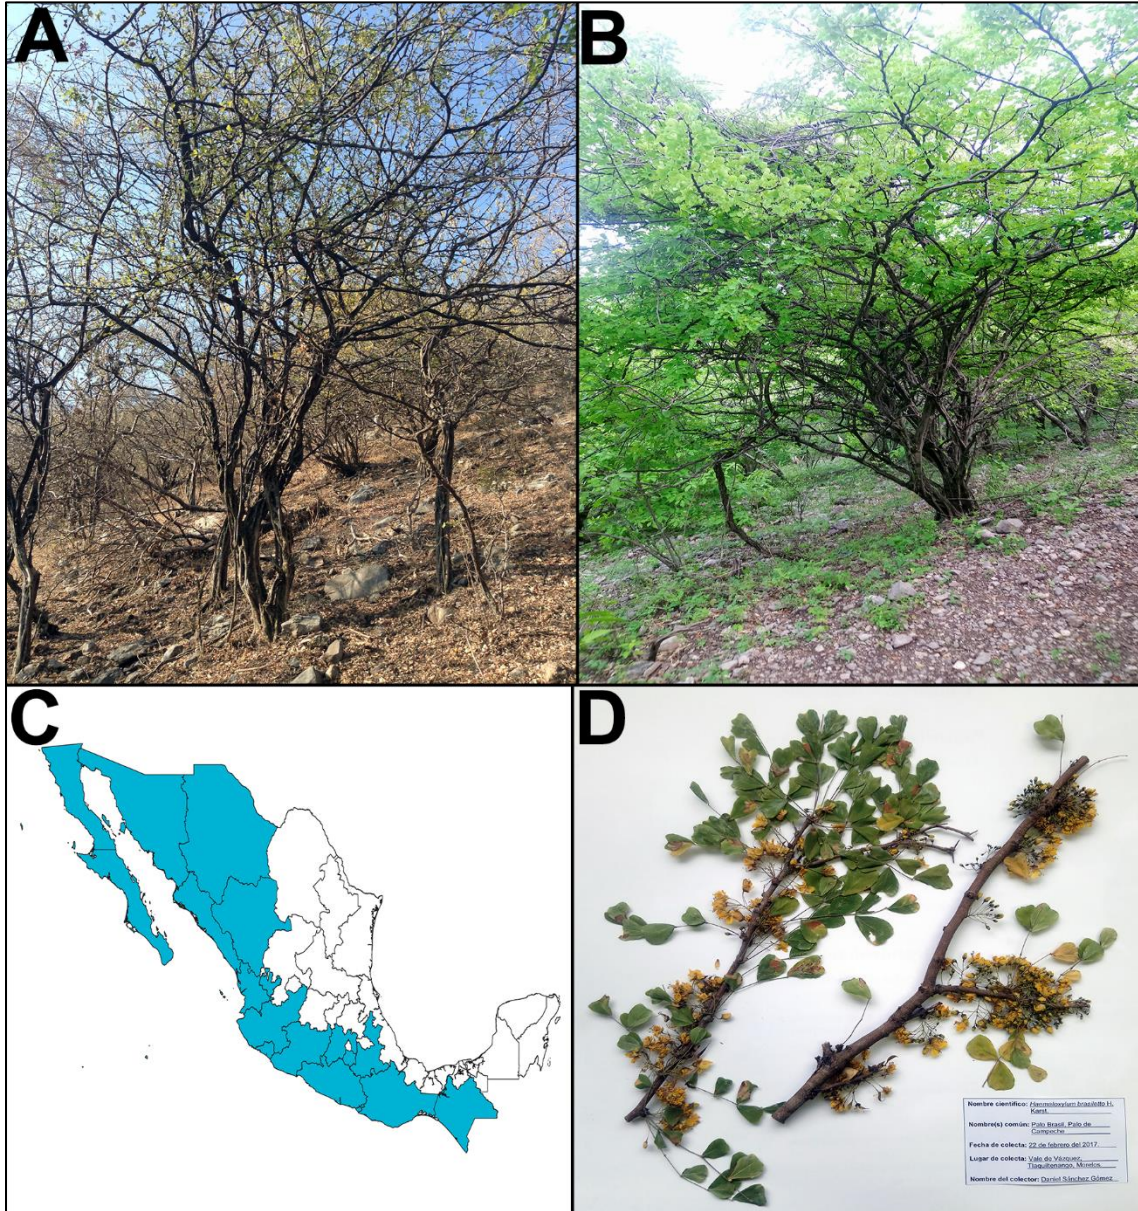 A
B
C
D
Nombre científico: Haematoxylum brasiletto H.
Karst.
Nombre(s) común: Palo Brasil, Palo de
Campeche
Fecha de colecta: 22 de febrero del 2017.
Lugar de colecta: Valle de Vázquez,
Tlaquiltenango, Morelos.
Nombre del colector: Daniel Sánchez Gómez